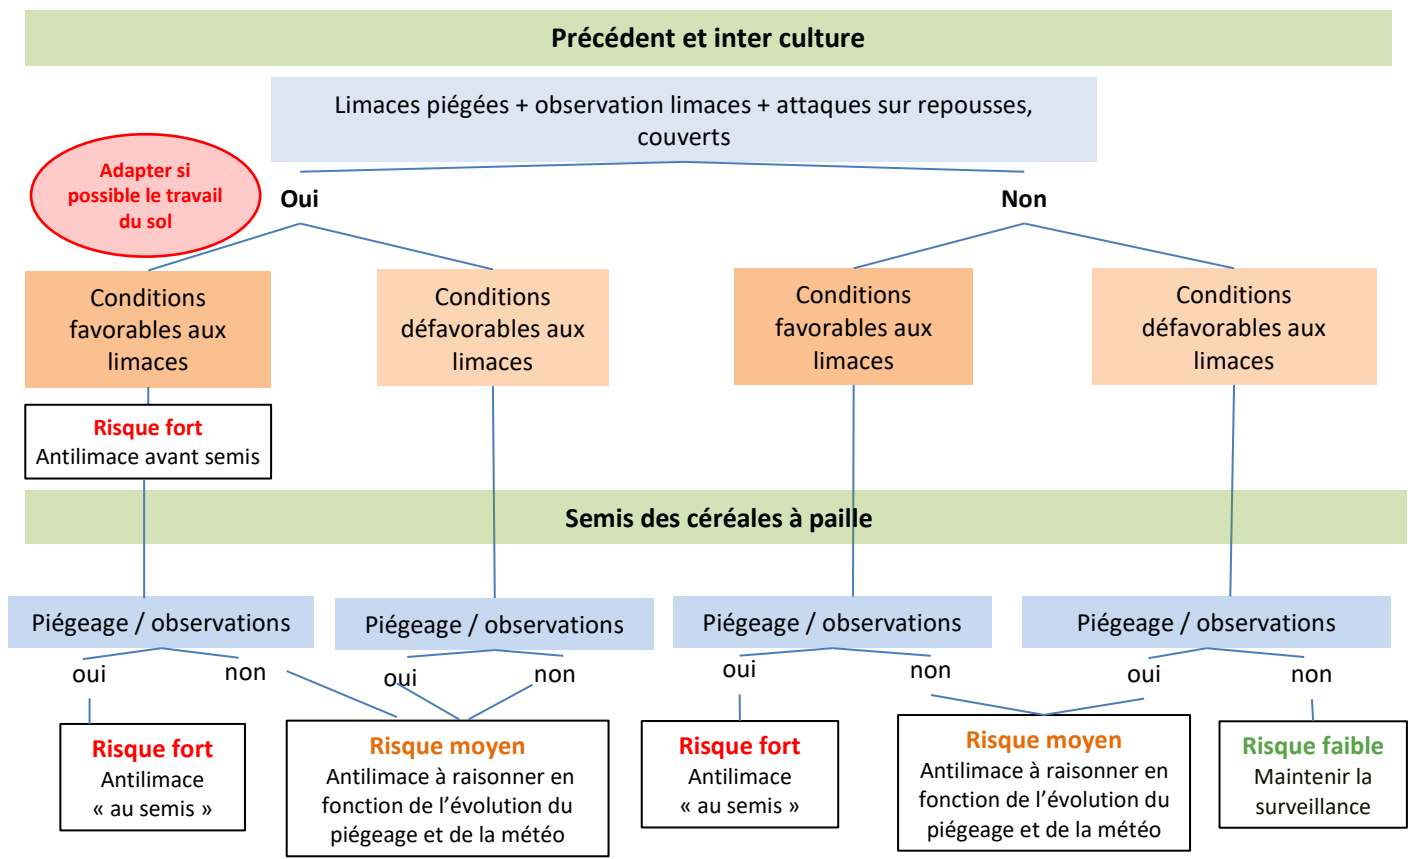 Précédent et inter culture
Limaces piégées + observation limaces + attaques sur repousses,
couverts
Adapter si
possible le travail
du sol
Oui
Non
Conditions
favorables aux
limaces
Conditions
défavorables aux
limaces
Conditions
favorables aux
limaces
Conditions
défavorables aux
limaces
Risque fort
Antilimace avant semis
Semis des céréales à paille
Piégeage / observations
Piégeage / observations
Piégeage / observations
Piégeage / observations
oui
non
oui
non
oui
non
oui
non
Risque fort
Antilimace
« au semis »
Risque moyen
Antilimace à raisonner en
fonction de l’évolution du
piégeage et de la météo
Risque fort
Antilimace
« au semis »
Risque moyen
Antilimace à raisonner en
fonction de l’évolution du
piégeage et de la météo
Risque faible
Maintenir la
surveillance